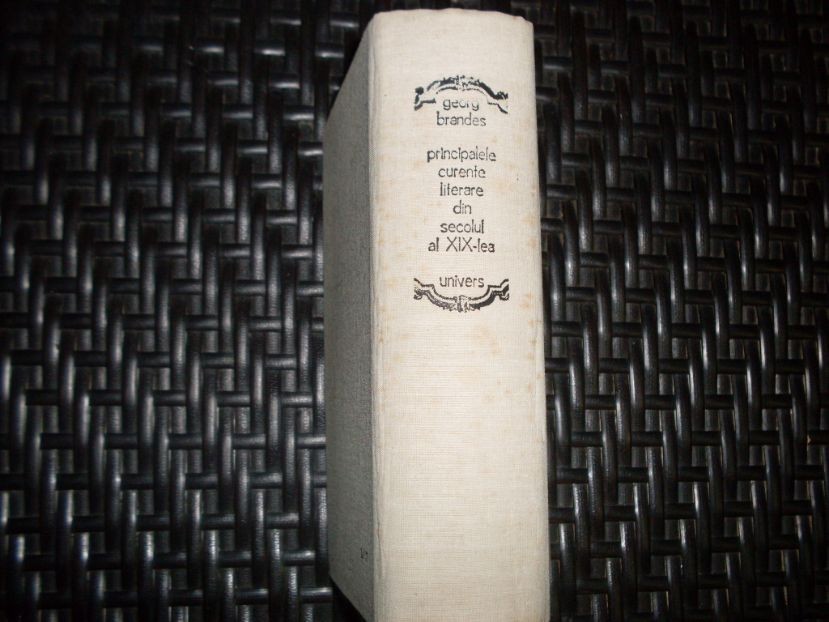 georg
brandes
principalele
curente
literare
din
secolul
al XIX-lea
univers